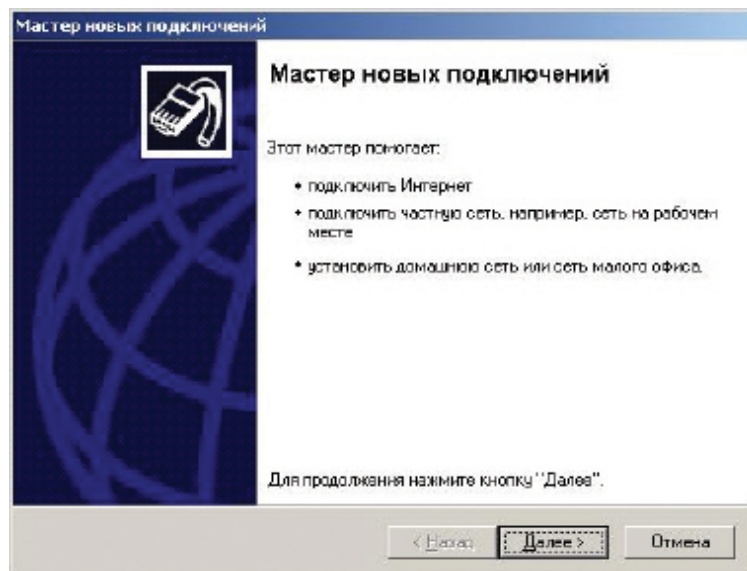 Мастер новых подключений
Мастер новых подключений
Этот мастер помогает:
• подключить Интернет
• подключить частную сеть, например, сеть на рабочем
месте
• установить домашнюю сеть или сеть малого офиса.
Для продолжения нажмите кнопку "Далее".
< Назад
Далее >
Отмена